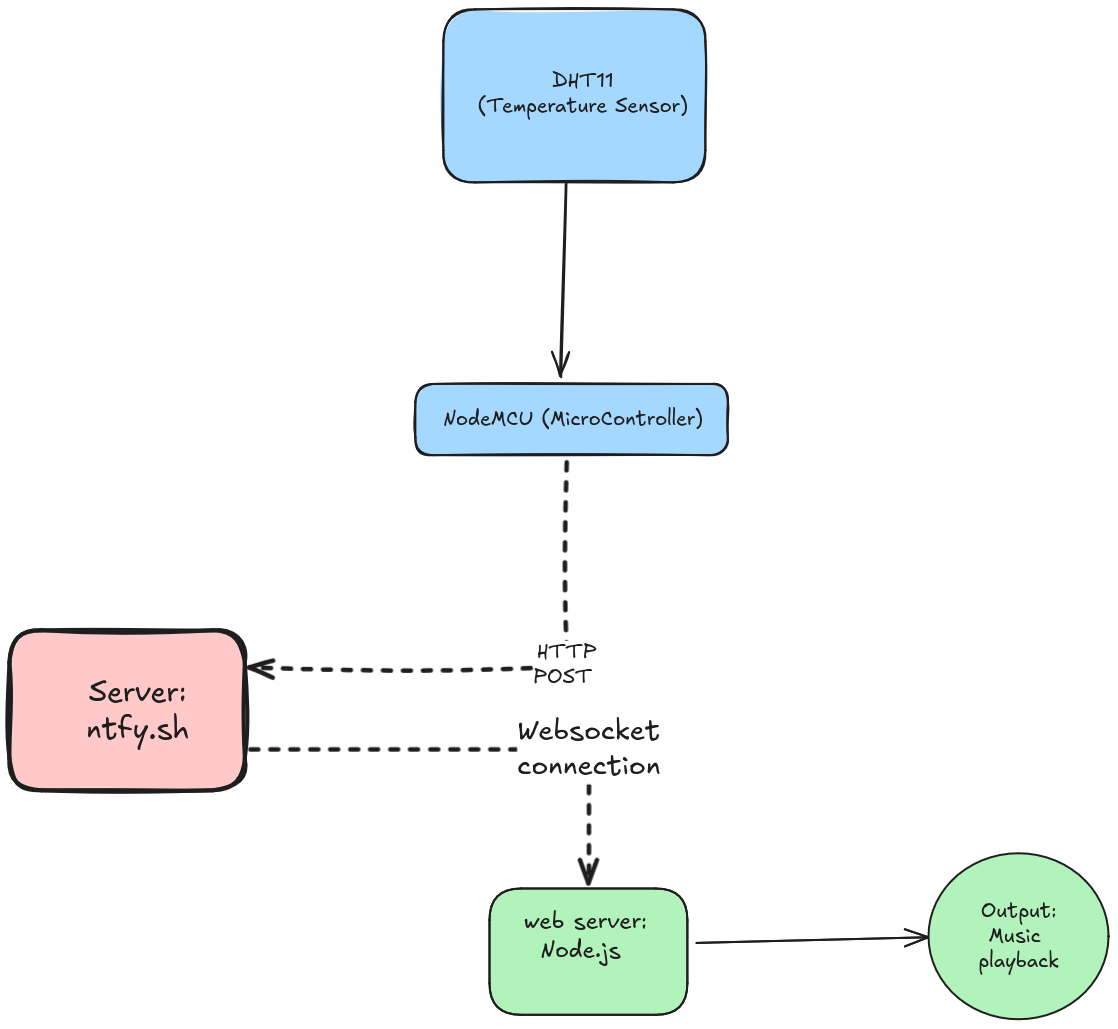 DHT11
(Temperature Sensor)
NodeMCU (MicroController)
HTTP
POST
Server:
ntfy.sh
Websocket
connection
web server:
Node.js
Output:
Music
playback